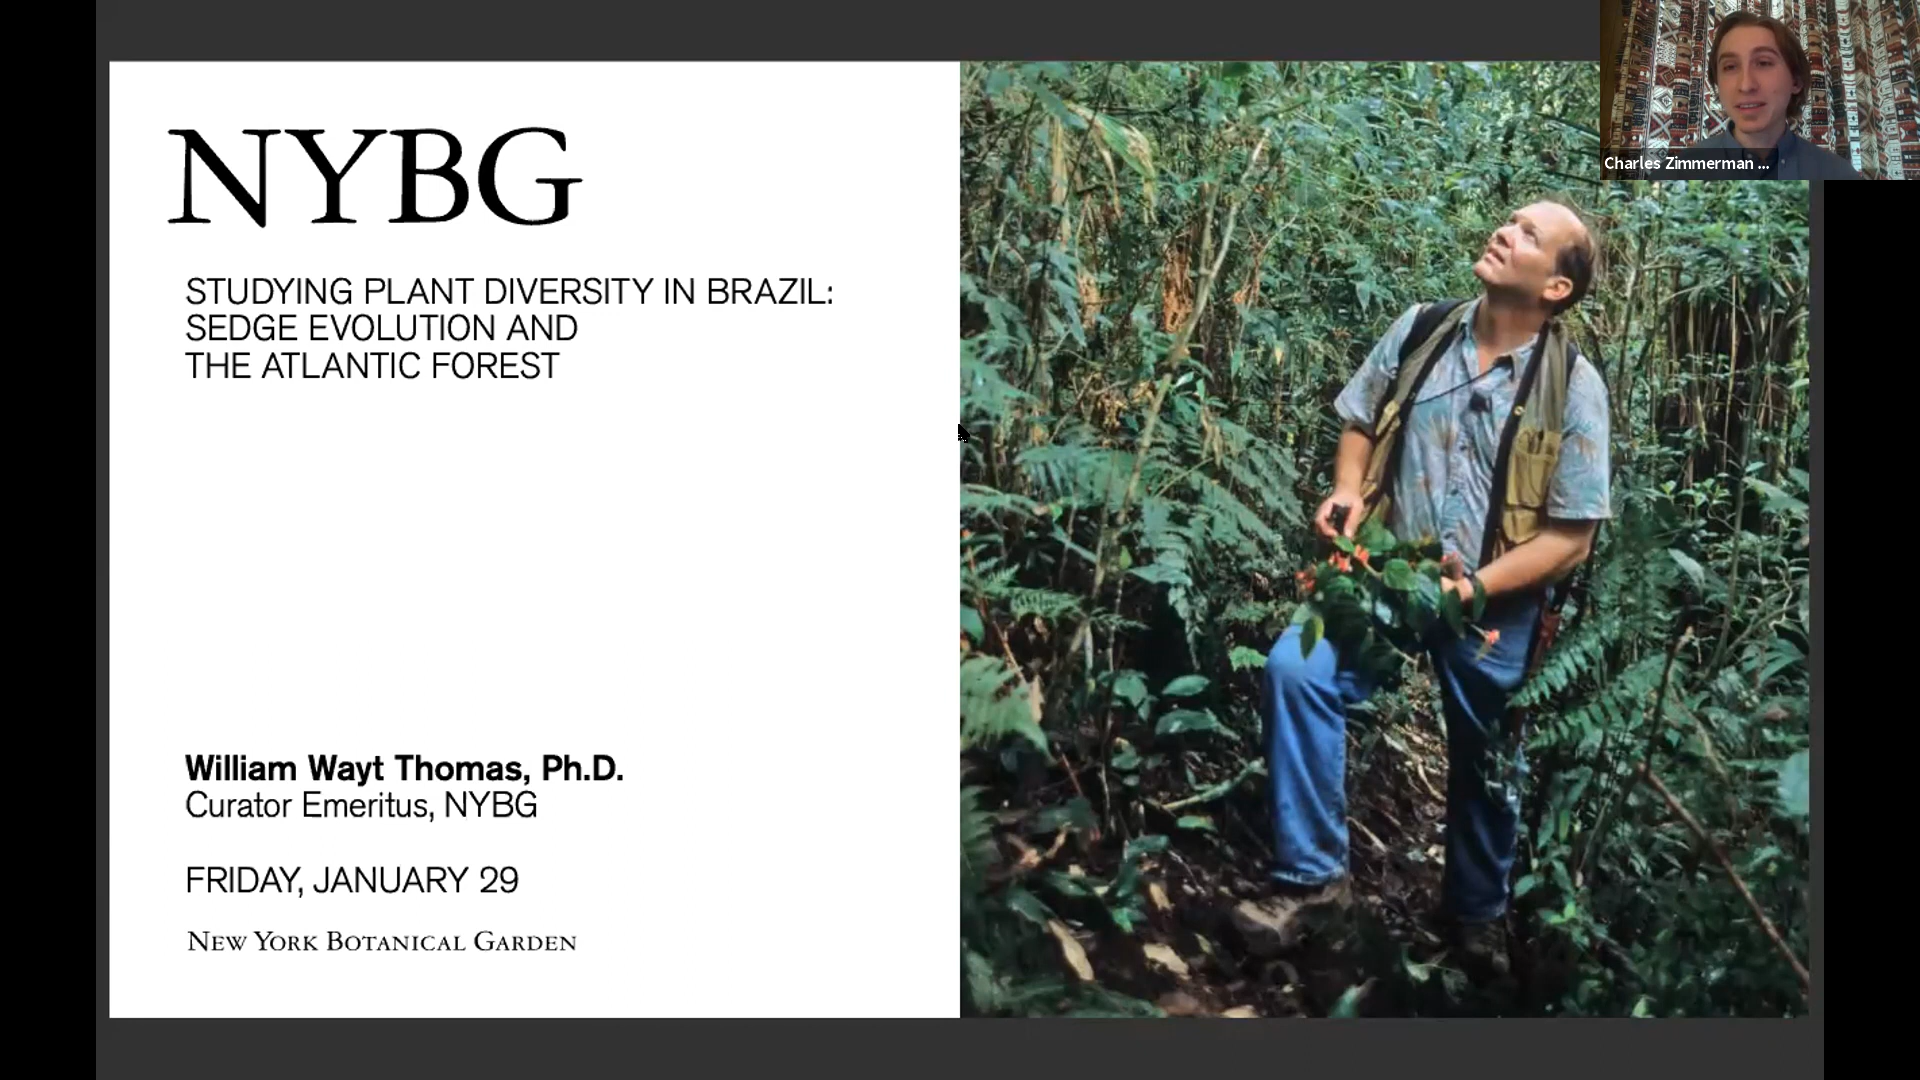 NYBG
STUDYING PLANT DIVERSITY IN BRAZIL:
SEDGE EVOLUTION AND
THE ATLANTIC FOREST
William Wayt Thomas, Ph.D.
Curator Emeritus, NYBG
FRIDAY, JANUARY 29
NEW YORK BOTANICAL GARDEN
Charles Zimmerman ...